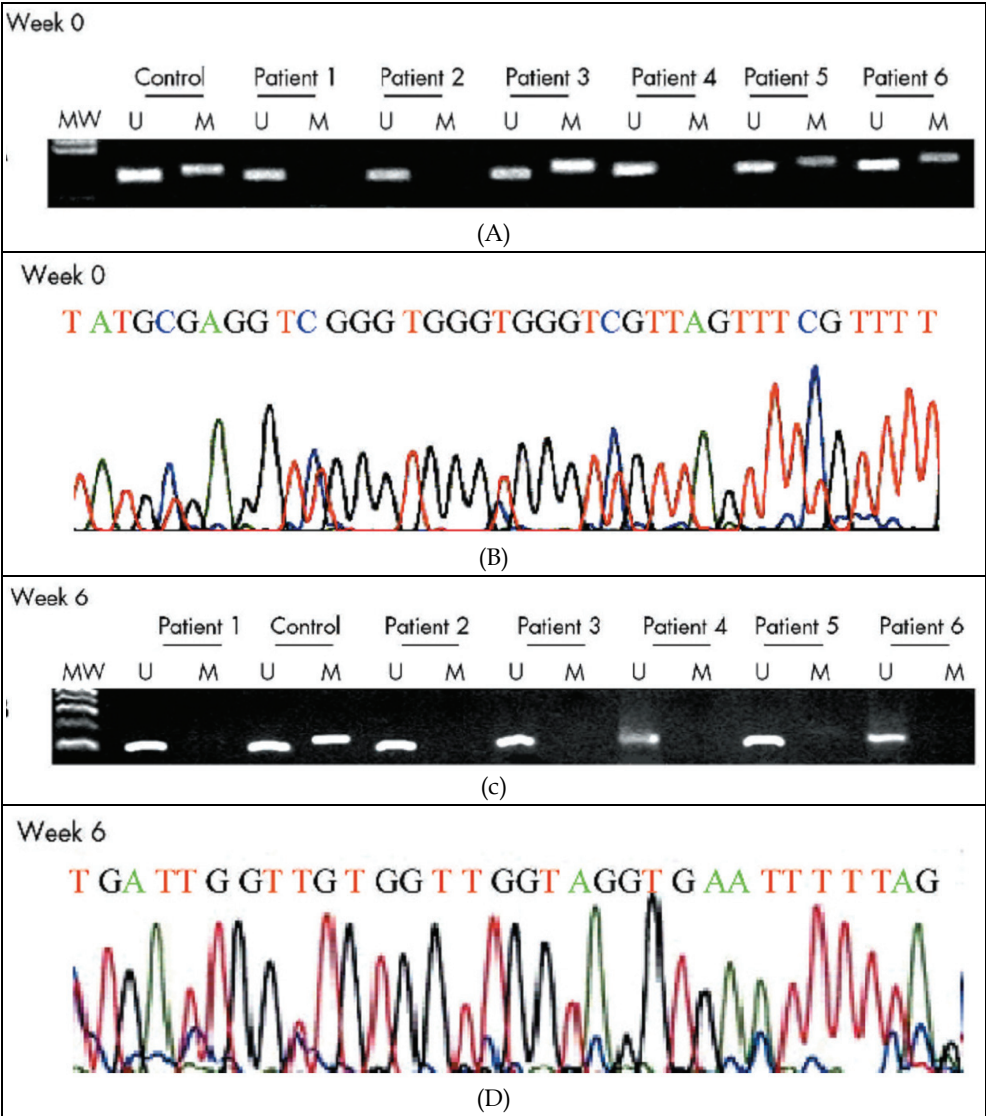 Week 0
Control Patient 1 Patient 2 Patient 3 Patient 4 Patient 5 Patient 6
MW U M U M U M U M U M U M U M
(A)
Week 0
T ATGCGAGG TC GGG TGGGTGGGTCGTTAGTTT CG TTT T
(B)
Week 6
Patient 1 Control Patient 2 Patient 3 Patient 4 Patient 5 Patient 6
MW U M U M U M U M U M U M U M
(c)
Week 6
T GA TT G GT TG T GG T T GGT A GGT G AA TT T T TAG
(D)